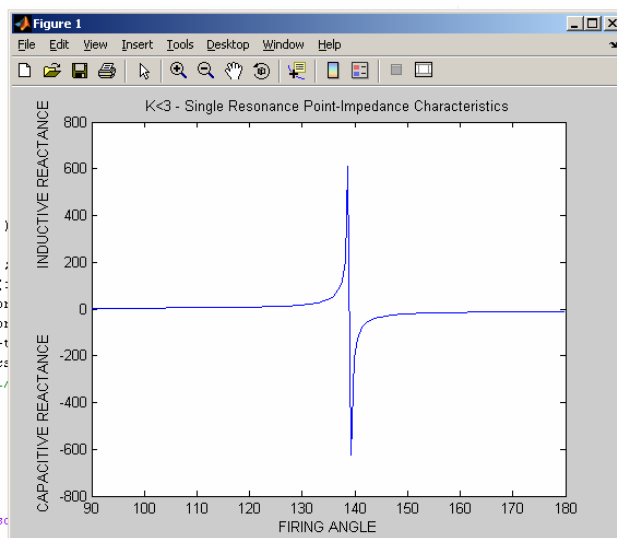 Figure 1
File Edit View Insert Tools Desktop Window Help
K<3 - Single Resonance Point-Impedance Characteristics
INDUCTIVE REACTANCE
CAPACITIVE REACTANCE
800
600
400
200
0
-200
-400
-600
-800
90 100 110 120 130 140 150 160 170 180
FIRING ANGLE